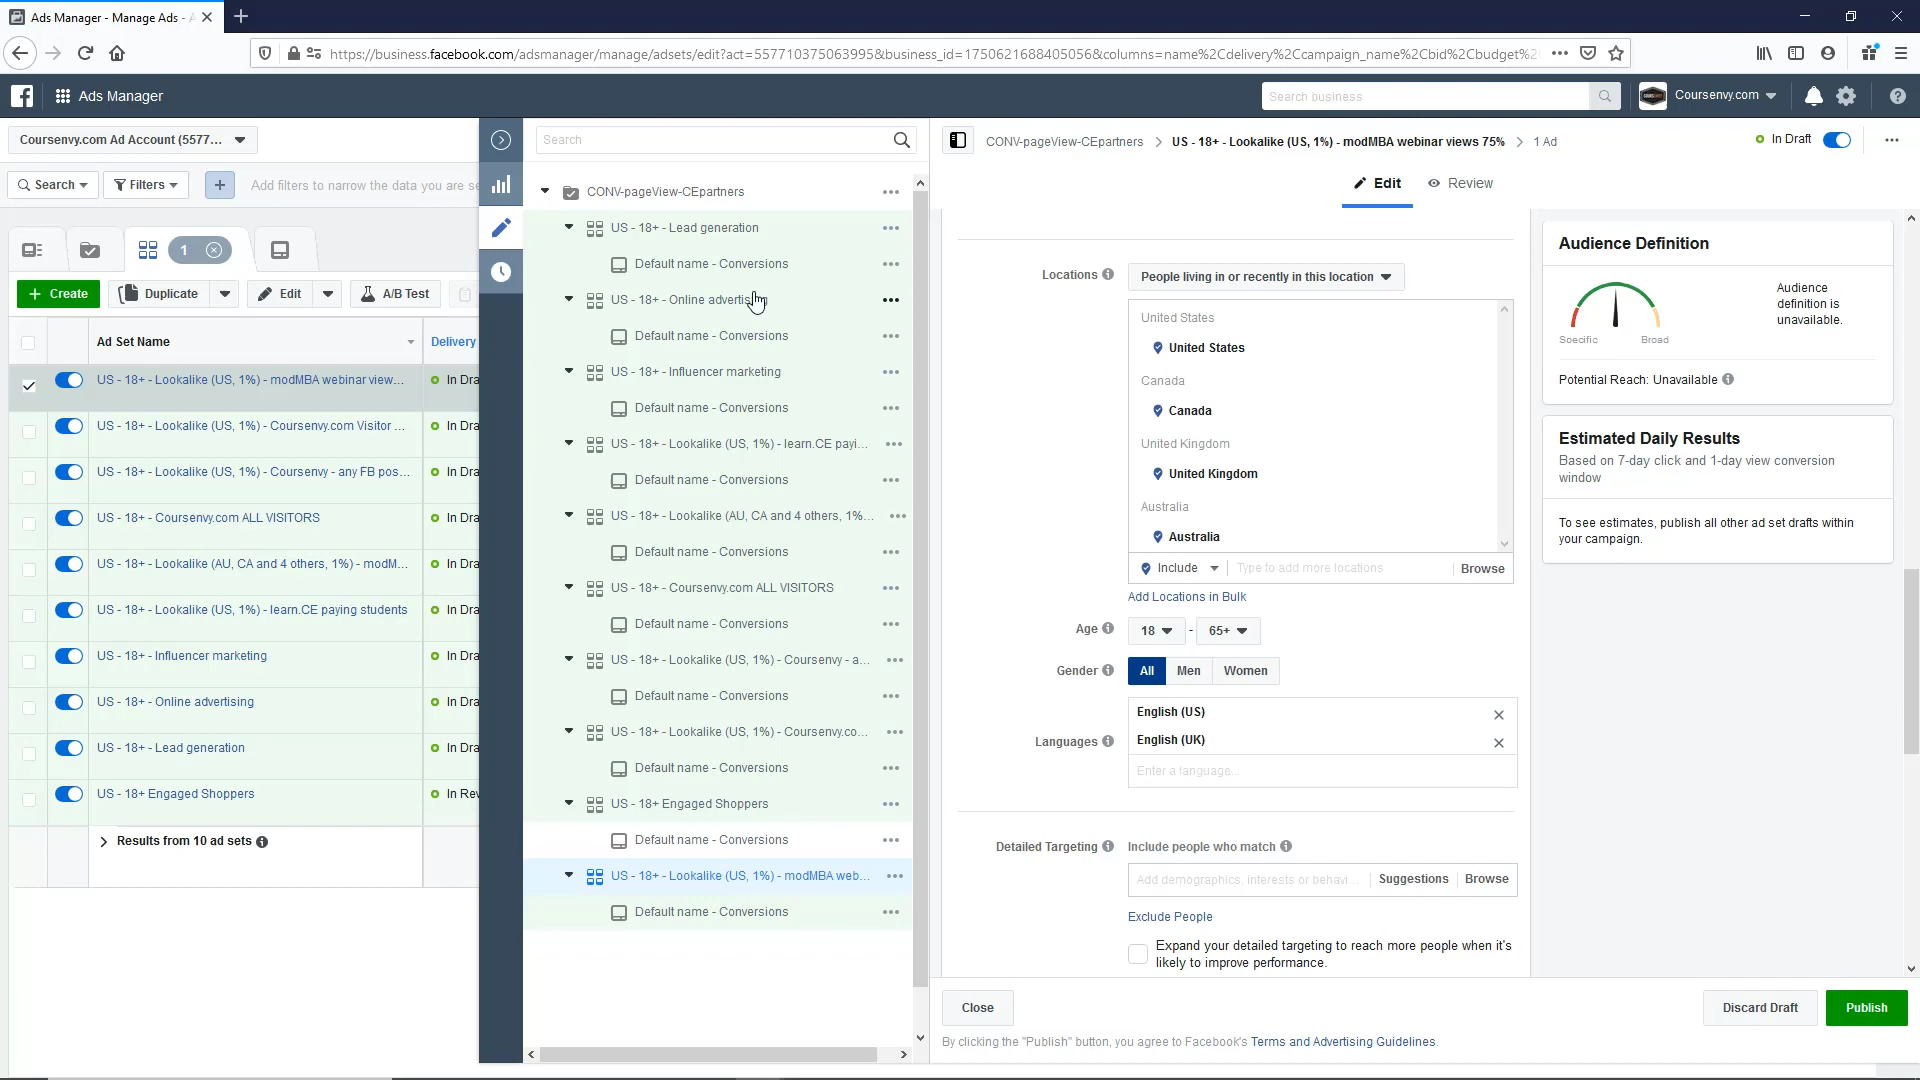 Ads Manager - Manage Ads - A
https://business.facebook.com/adsmanager/manage/adsets/edit?act=557710375063995&business_id=1750621688405056&columns=name%2Cdelivery%2Ccampaign_name%2Cbid%2Cbudget%2
Ads Manager
Search business
Coursenvy.com
Coursenvy.com Ad Account (5577...
Search
Filters
Add filters to narrow the data you are se
1
Create
Duplicate
Edit
A/B Test
Ad Set Name
Delivery
US - 18+ - Lookalike (US, 1%) - modMBA webinar view...
In Dra
US - 18+ - Lookalike (US, 1%) - Coursenvy.com Visitor ...
In Dra
US - 18+ - Lookalike (US, 1%) - Coursenvy - any FB pos...
In Dra
US - 18+ - Coursenvy.com ALL VISITORS
In Dra
US - 18+ - Lookalike (AU, CA and 4 others, 1%) - modM...
In Dra
US - 18+ - Lookalike (US, 1%) - learn.CE paying students
In Dra
US - 18+ - Influencer marketing
In Dra
US - 18+ - Online advertising
In Dra
US - 18+ - Lead generation
In Dra
US - 18+ Engaged Shoppers
In Rev
Results from 10 ad sets
Search
CONV-pageView-CEpartners
US - 18+ - Lead generation
Default name - Conversions
US - 18+ - Online advertising
Default name - Conversions
US - 18+ - Influencer marketing
Default name - Conversions
US - 18+ - Lookalike (US, 1%) - learn.CE payi...
Default name - Conversions
US - 18+ - Lookalike (AU, CA and 4 others, 1%...
Default name - Conversions
US - 18+ - Coursenvy.com ALL VISITORS
Default name - Conversions
US - 18+ - Lookalike (US, 1%) - Coursenvy - a...
Default name - Conversions
US - 18+ - Lookalike (US, 1%) - Coursenvy.co...
Default name - Conversions
US - 18+ Engaged Shoppers
Default name - Conversions
US - 18+ - Lookalike (US, 1%) - modMBA web...
Default name - Conversions
CONV-pageView-CEpartners > US - 18+ - Lookalike (US, 1%) - modMBA webinar views 75% > 1 Ad
In Draft
Edit
Review
Locations
People living in or recently in this location
United States
United States
Canada
Canada
United Kingdom
United Kingdom
Australia
Australia
Include
Type to add more locations
Browse
Add Locations in Bulk
Age
18 - 65+
Gender
All
Men
Women
Languages
English (US)
English (UK)
Enter a language...
Detailed Targeting
Include people who match
Add demographics, interests or behavi...
Suggestions
Browse
Exclude People
Expand your detailed targeting to reach more people when it's
likely to improve performance.
Audience Definition
Audience
definition is
unavailable.
Specific
Broad
Potential Reach: Unavailable
Estimated Daily Results
Based on 7-day click and 1-day view conversion
window
To see estimates, publish all other ad set drafts within
your campaign.
Close
Discard Draft
Publish
By clicking the "Publish" button, you agree to Facebook's Terms and Advertising Guidelines.